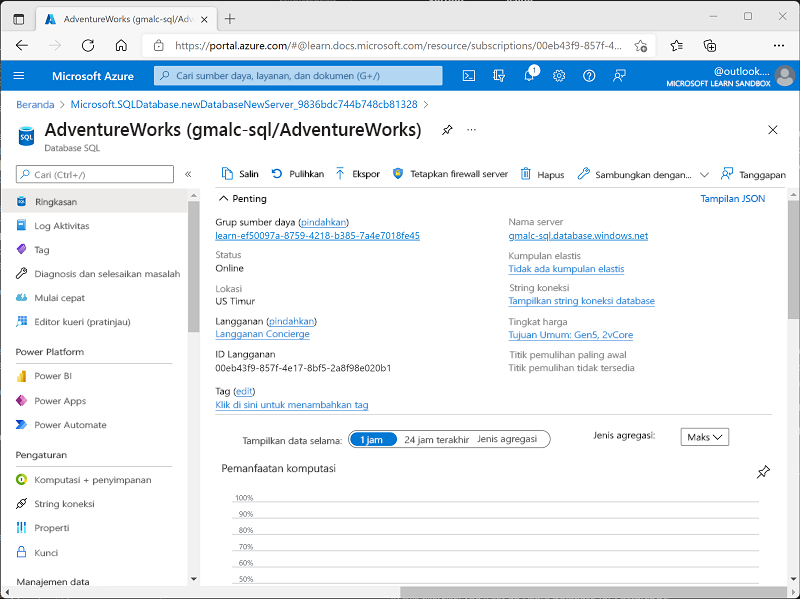 AdventureWorks (gmalc-sql/Adv
https://portal.azure.com/#@learn.docs.microsoft.com/resource/subscriptions/00eb43f9-857f-4...
Microsoft Azure
Cari sumber daya, layanan, dan dokumen (G+/)
1
@outlook....
MICROSOFT LEARN SANDBOX
Beranda > Microsoft.SQLDatabase.newDatabaseNewServer_9836bdc744b748cb81328 >
SQL
AdventureWorks (gmalc-sql/AdventureWorks)
Database SQL
Cari (Ctrl+/)
Ringkasan
Log Aktivitas
Tag
Diagnosis dan selesaikan masalah
Mulai cepat
Editor kueri (pratinjau)
Power Platform
Power BI
Power Apps
Power Automate
Pengaturan
Komputasi + penyimpanan
String koneksi
Properti
Kunci
Manajemen data
Salin
Pulihkan
Ekspor
Tetapkan firewall server
Hapus
Sambungkan dengan...
Tanggapan
Penting
Tampilan JSON
Grup sumber daya (pindahkan)
learn-ef50097a-8759-4218-b385-7a4e7018fe45
Status
Online
Lokasi
US Timur
Langganan (pindahkan)
Langganan Concierge
ID Langganan
00eb43f9-857f-4e17-8bf5-2a8f98e020b1
Tag (edit)
Klik di sini untuk menambahkan tag
Nama server
gmalc-sql.database.windows.net
Kumpulan elastis
Tidak ada kumpulan elastis
String koneksi
Tampilkan string koneksi database
Tingkat harga
Tujuan Umum: Gen5, 2vCore
Titik pemulihan paling awal
Titik pemulihan tidak tersedia
Tampilkan data selama:
1 jam
24 jam terakhir
Jenis agregasi
Jenis agregasi:
Maks
Pemanfaatan komputasi
100%
90%
80%
70%
60%
50%